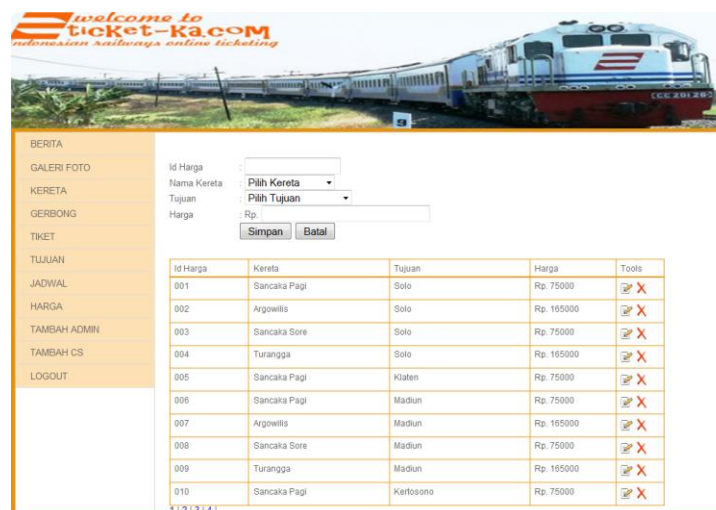 welcome to
ticket-Ka.coM
ndonesian railways online ticketing
CC 201 26
9
BERITA
GALERI FOTO
KERETA
GERBONG
TIKET
TUJUAN
JADWAL
HARGA
TAMBAH ADMIN
TAMBAH CS
LOGOUT
Id Harga :
Nama Kereta : Pilih Kereta
Tujuan : Pilih Tujuan
Harga : Rp.
Simpan Batal
Id Harga Kereta Tujuan Harga Tools
001 Sancaka Pagi Solo Rp. 75000
002 Argowilis Solo Rp. 165000
003 Sancaka Sore Solo Rp. 75000
004 Turangga Solo Rp. 165000
005 Sancaka Pagi Klaten Rp. 75000
006 Sancaka Pagi Madiun Rp. 75000
007 Argowilis Madiun Rp. 165000
008 Sancaka Sore Madiun Rp. 75000
009 Turangga Madiun Rp. 165000
010 Sancaka Pagi Kertosono Rp. 75000
1 | 2 | 3 | 4 |